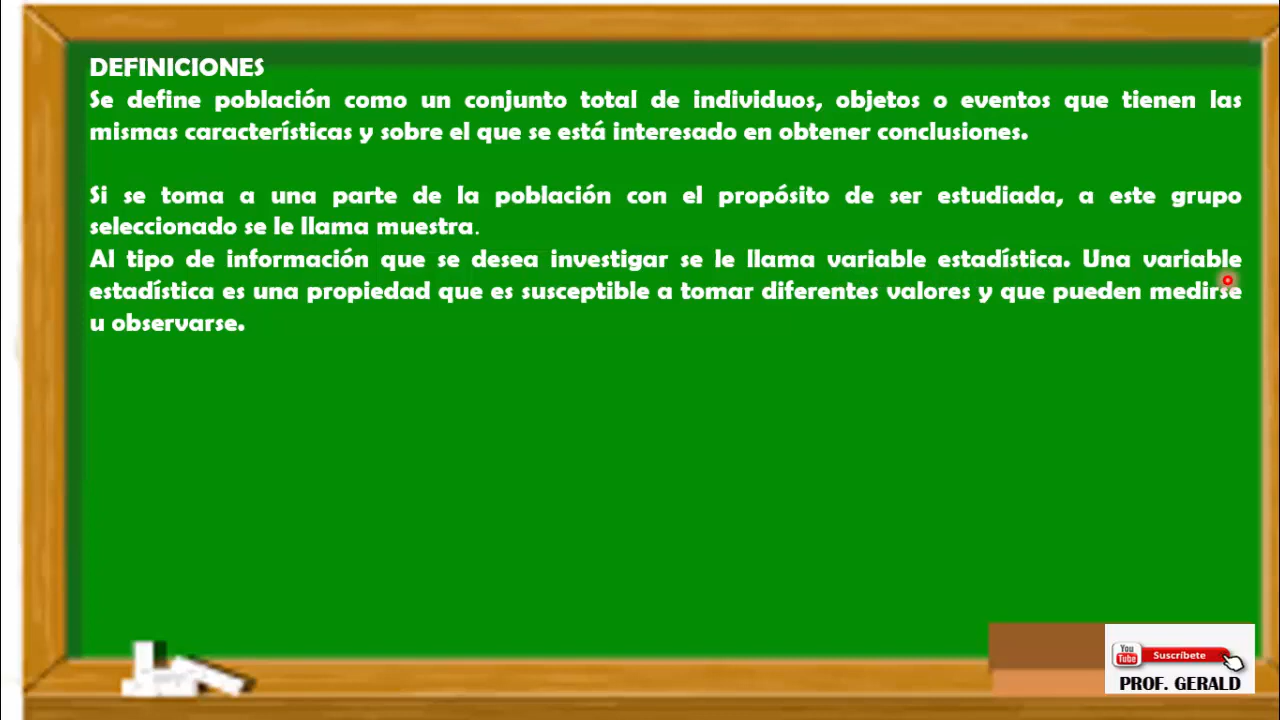 DEFINICIONES
Se define población como un conjunto total de individuos, objetos o eventos que tienen las
mismas características y sobre el que se está interesado en obtener conclusiones.
Si se toma a una parte de la población con el propósito de ser estudiada, a este grupo
seleccionado se le llama muestra.
Al tipo de información que se desea investigar se le llama variable estadística. Una variable
estadística es una propiedad que es susceptible a tomar diferentes valores y que pueden medirse
u observarse.
You
Tube
Suscríbete
PROF. GERALD